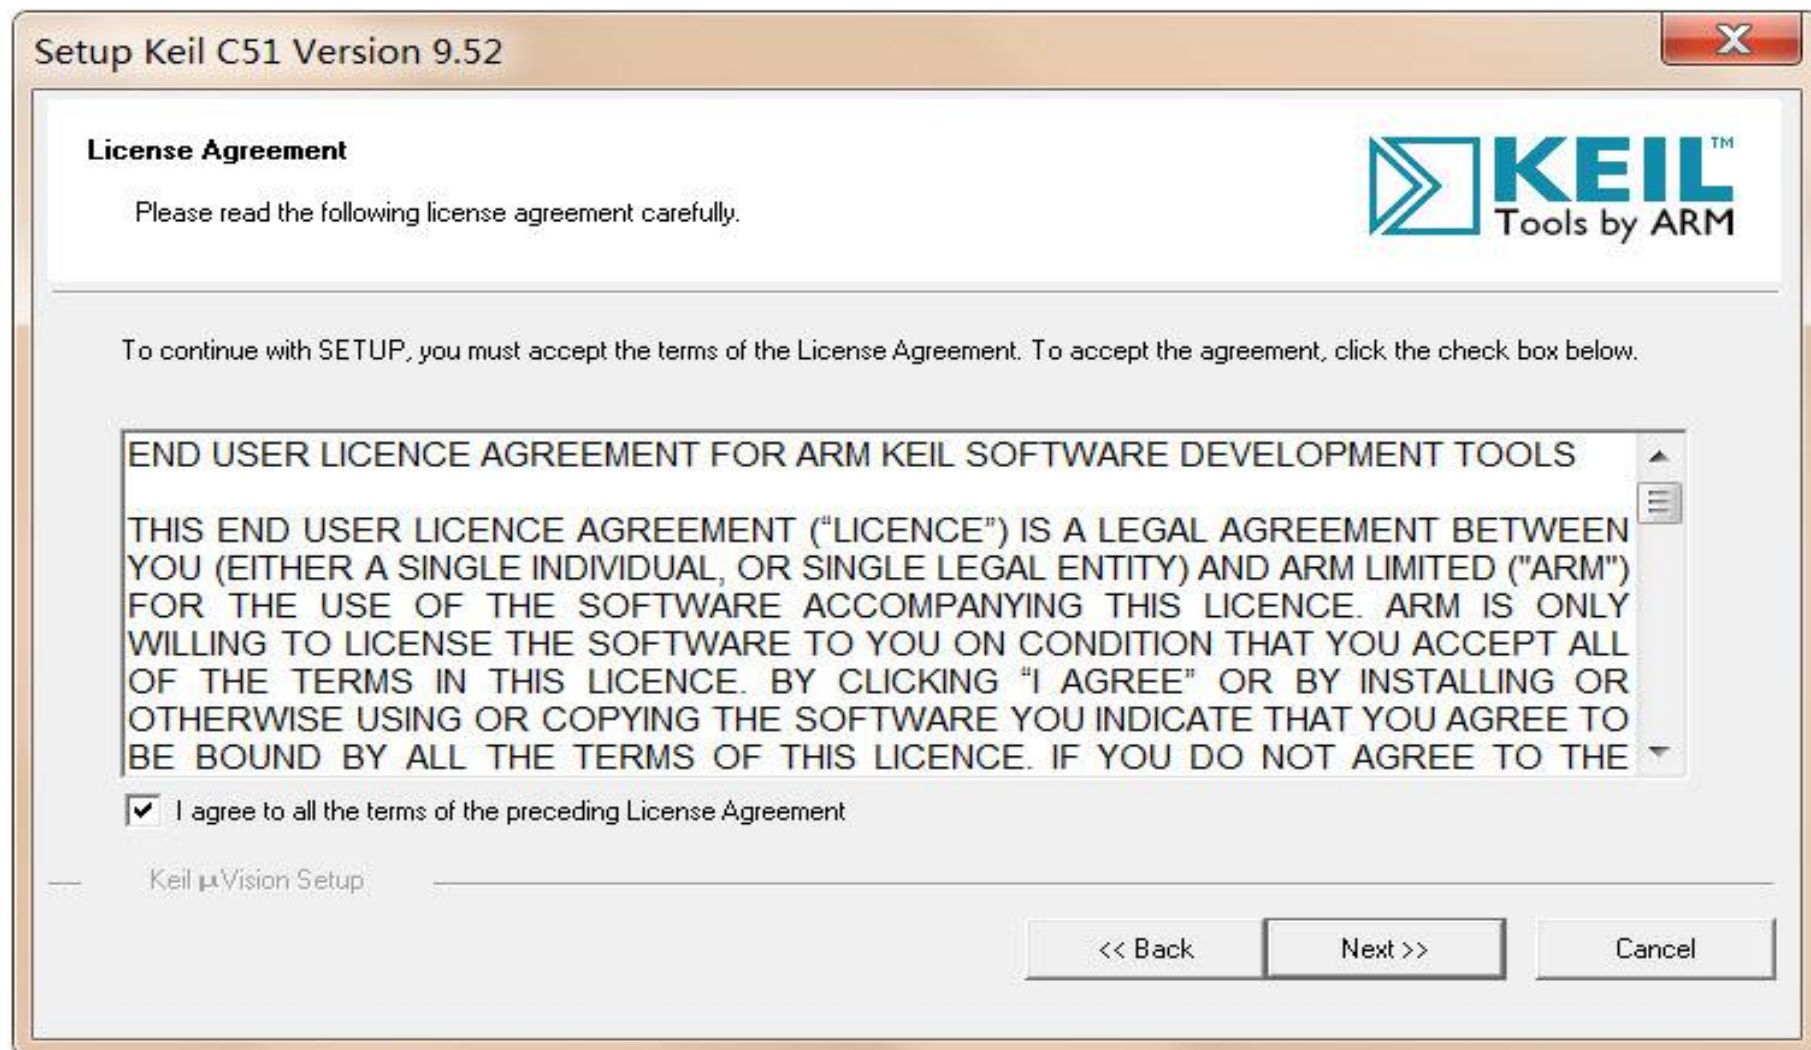 Setup Keil C51 Version 9.52
License Agreement
Please read the following license agreement carefully.
KEIL™
Tools by ARM
To continue with SETUP, you must accept the terms of the License Agreement. To accept the agreement, click the check box below.
END USER LICENCE AGREEMENT FOR ARM KEIL SOFTWARE DEVELOPMENT TOOLS
THIS END USER LICENCE AGREEMENT (“LICENCE”) IS A LEGAL AGREEMENT BETWEEN
YOU (EITHER A SINGLE INDIVIDUAL, OR SINGLE LEGAL ENTITY) AND ARM LIMITED ("ARM")
FOR THE USE OF THE SOFTWARE ACCOMPANYING THIS LICENCE. ARM IS ONLY
WILLING TO LICENSE THE SOFTWARE TO YOU ON CONDITION THAT YOU ACCEPT ALL
OF THE TERMS IN THIS LICENCE. BY CLICKING “I AGREE” OR BY INSTALLING OR
OTHERWISE USING OR COPYING THE SOFTWARE YOU INDICATE THAT YOU AGREE TO
BE BOUND BY ALL THE TERMS OF THIS LICENCE. IF YOU DO NOT AGREE TO THE
I agree to all the terms of the preceding License Agreement
Keil µVision Setup
<< Back
Next >>
Cancel